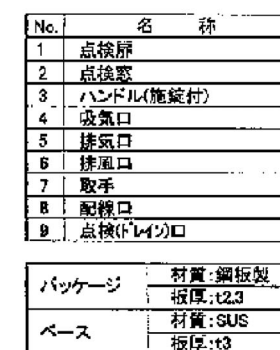 No. 名 称
1 点検扉
2 点検窓
3 ハンドル(施錠付)
4 吸気口
5 排気口
6 排風口
7 取手
8 配線口
9 点検(ドレイン)口
パッケージ 材質:鋼板製
板厚;t2.3
ベース 材質:SUS
板厚:t3